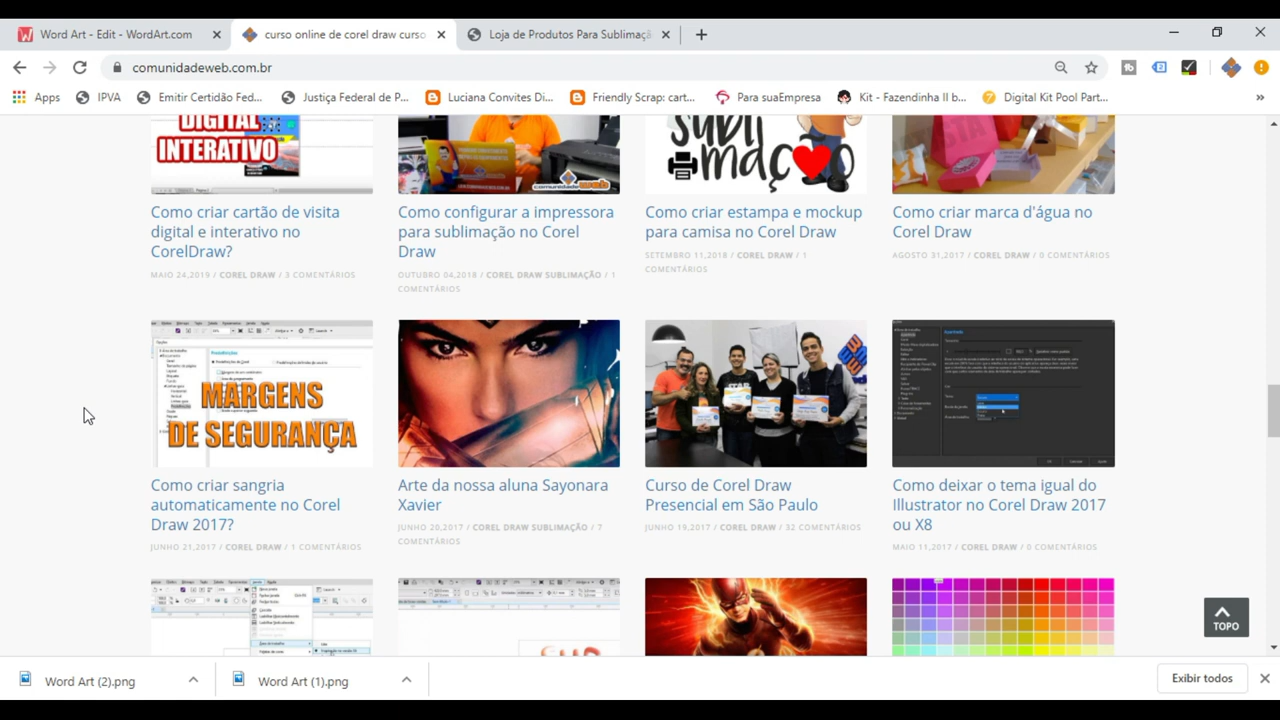 Word Art - Edit - WordArt.com
curso online de corel draw curso
Loja de Produtos Para Sublimaçã
comunidadeweb.com.br
Apps
IPVA
Emitir Certidão Fed...
Justiça Federal de P...
Luciana Convites Di...
Friendly Scrap: cart...
Para suaEmpresa
Kit - Fazendinha II b...
Digital Kit Pool Part...
»
DIGITAL
INTERATIVO
comunidadeweb
subli
mação
Como criar cartão de visita
digital e interativo no
CorelDraw?
MAIO 24,2019 / COREL DRAW / 3 COMENTÁRIOS
Como configurar a impressora
para sublimação no Corel
Draw
OUTUBRO 04,2018 / COREL DRAW SUBLIMAÇÃO / 1
COMENTÁRIOS
Como criar estampa e mockup
para camisa no Corel Draw
SETEMBRO 11,2018 / COREL DRAW / 1
COMENTÁRIOS
Como criar marca d'água no
Corel Draw
AGOSTO 31,2017 / COREL DRAW / 0 COMENTÁRIOS
MARGENS
DE SEGURANÇA
Como criar sangria
automaticamente no Corel
Draw 2017?
JUNHO 21,2017 / COREL DRAW / 1 COMENTÁRIOS
Arte da nossa aluna Sayonara
Xavier
JUNHO 20,2017 / COREL DRAW SUBLIMAÇÃO / 7
COMENTÁRIOS
Curso de Corel Draw
Presencial em São Paulo
JUNHO 19,2017 / COREL DRAW / 32 COMENTÁRIOS
Como deixar o tema igual do
Illustrator no Corel Draw 2017
ou X8
MAIO 11,2017 / COREL DRAW / 0 COMENTÁRIOS
TOPO
Word Art (2).png
Word Art (1).png
Exibir todos